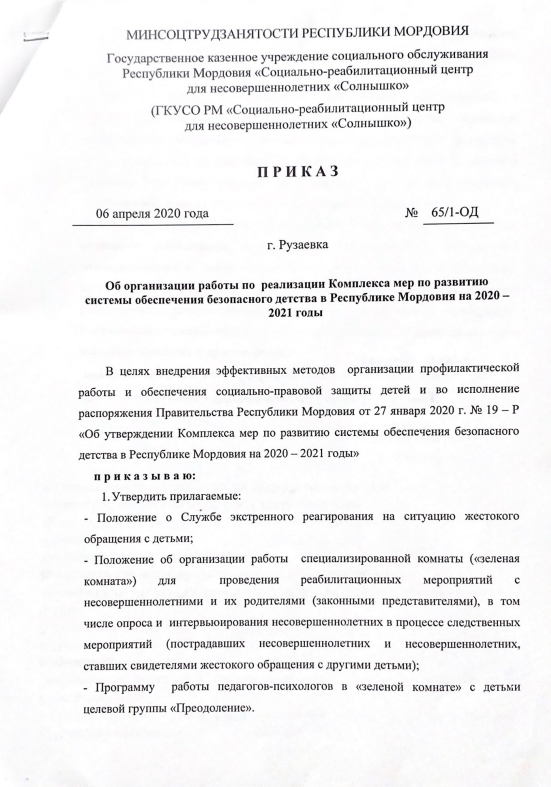 МИНСОЦТРУДЗАНЯТОСТИ РЕСПУБЛИКИ МОРДОВИЯ
Государственное казенное учреждение социального обслуживания
Республики Мордовия «Социально-реабилитационный центр
для несовершеннолетних «Солнышко»
(ГКУСО РМ «Социально-реабилитационный центр
для несовершеннолетних «Солнышко»)
П Р И К А З
06 апреля 2020 года № 65/1-ОД
г. Рузаевка
Об организации работы по реализации Комплекса мер по развитию
системы обеспечения безопасного детства в Республике Мордовия на 2020 –
2021 годы
В целях внедрения эффективных методов организации профилактической
работы и обеспечения социально-правовой защиты детей и во исполнение
распоряжения Правительства Республики Мордовия от 27 января 2020 г. № 19 – Р
«Об утверждении Комплекса мер по развитию системы обеспечения безопасного
детства в Республике Мордовия на 2020 – 2021 годы»
п р и к а з ы в а ю:
1. Утвердить прилагаемые:
- Положение о Службе экстренного реагирования на ситуацию жестокого
обращения с детьми;
- Положение об организации работы специализированной комнаты («зеленая
комната») для проведения реабилитационных мероприятий с
несовершеннолетними и их родителями (законными представителями), в том
числе опроса и интервьюирования несовершеннолетних в процессе следственных
мероприятий (пострадавших несовершеннолетних и несовершеннолетних,
ставших свидетелями жестокого обращения с другими детьми);
- Программу работы педагогов-психологов в «зеленой комнате» с детьми
целевой группы «Преодоление».